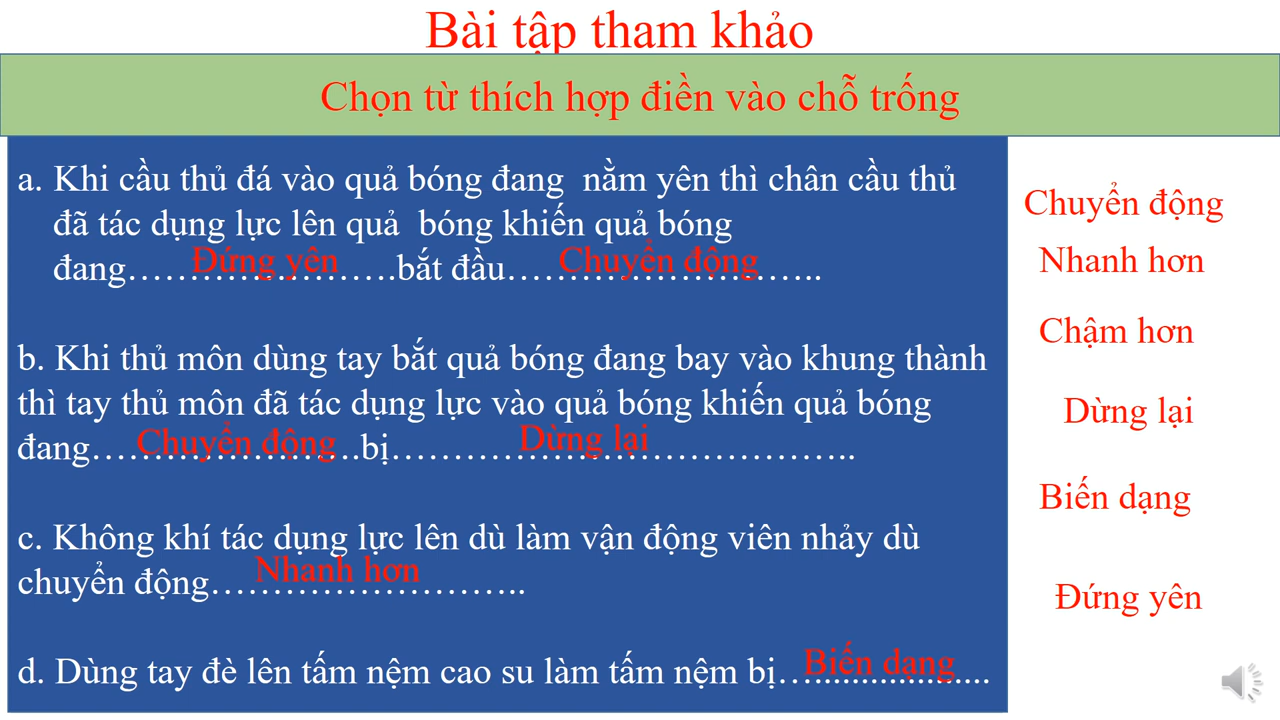 Bài tập tham khảo
Chọn từ thích hợp điền vào chỗ trống
a. Khi cầu thủ đá vào quả bóng đang nằm yên thì chân cầu thủ
đã tác dụng lực lên quả bóng khiến quả bóng
đang……Đứng yên……bắt đầu……Chuyển động……..
b. Khi thủ môn dùng tay bắt quả bóng đang bay vào khung thành
thì tay thủ môn đã tác dụng lực vào quả bóng khiến quả bóng
đang……Chuyển động….bị………Dừng lại…………..
c. Không khí tác dụng lực lên dù làm vận động viên nhảy dù
chuyển động……Nhanh hơn……..
d. Dùng tay đè lên tấm nệm cao su làm tấm nệm bị…Biến dạng....
Chuyển động
Nhanh hơn
Chậm hơn
Dừng lại
Biến dạng
Đứng yên